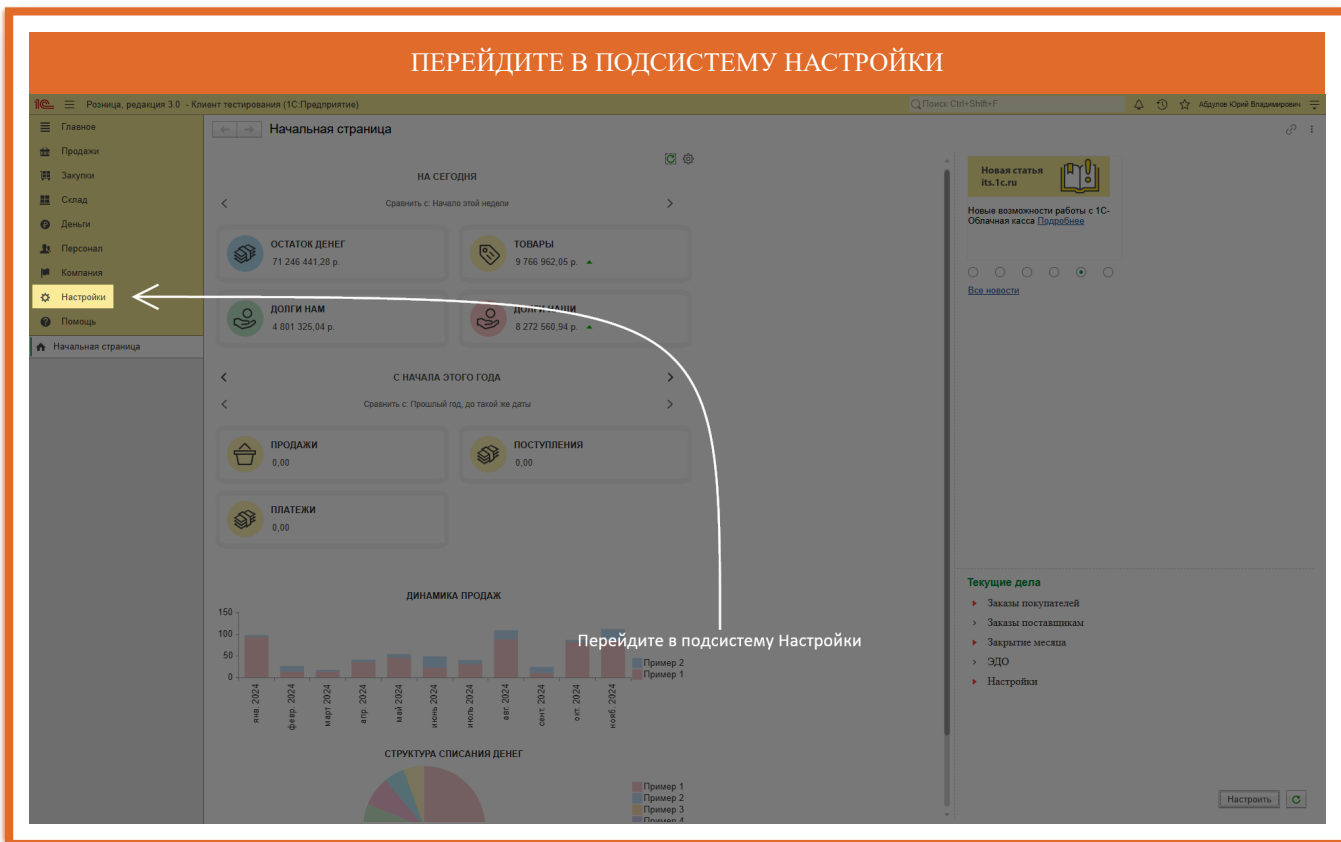 ПЕРЕЙДИТЕ В ПОДСИСТЕМУ НАСТРОЙКИ
1С Розница, редакция 3.0 - Клиент тестирования (1С:Предприятие)
Поиск Ctrl+Shift+F
Абдулов Юрий Владимирович
Главное
Продажи
Закупки
Склад
Деньги
Персонал
Компания
Настройки
Помощь
Начальная страница
Начальная страница
НА СЕГОДНЯ
Сравнить с: Начало этой недели
ОСТАТОК ДЕНЕГ
71 246 441,28 р.
ТОВАРЫ
9 766 962,05 р.
ДОЛГИ НАМ
4 801 325,04 р.
ДОЛГИ НАШИ
8 272 560,94 р.
С НАЧАЛА ЭТОГО ГОДА
Сравнить с: Прошлый год, до такой же даты
ПРОДАЖИ
0,00
ПОСТУПЛЕНИЯ
0,00
ПЛАТЕЖИ
0,00
ДИНАМИКА ПРОДАЖ
150
100
50
0
янв. 2024
февр. 2024
март 2024
апр. 2024
май 2024
июнь 2024
июль 2024
авг. 2024
сент. 2024
окт. 2024
нояб. 2024
Перейдите в подсистему Настройки
Пример 2
Пример 1
СТРУКТУРА СПИСАНИЯ ДЕНЕГ
Пример 1
Пример 2
Пример 3
Пример 4
Новая статья
its.1c.ru
Новые возможности работы с 1С-
Облачная касса Подробнее
Все новости
Текущие дела
Заказы покупателей
Заказы поставщикам
Закрытие месяца
ЭДО
Настройки
Настроить